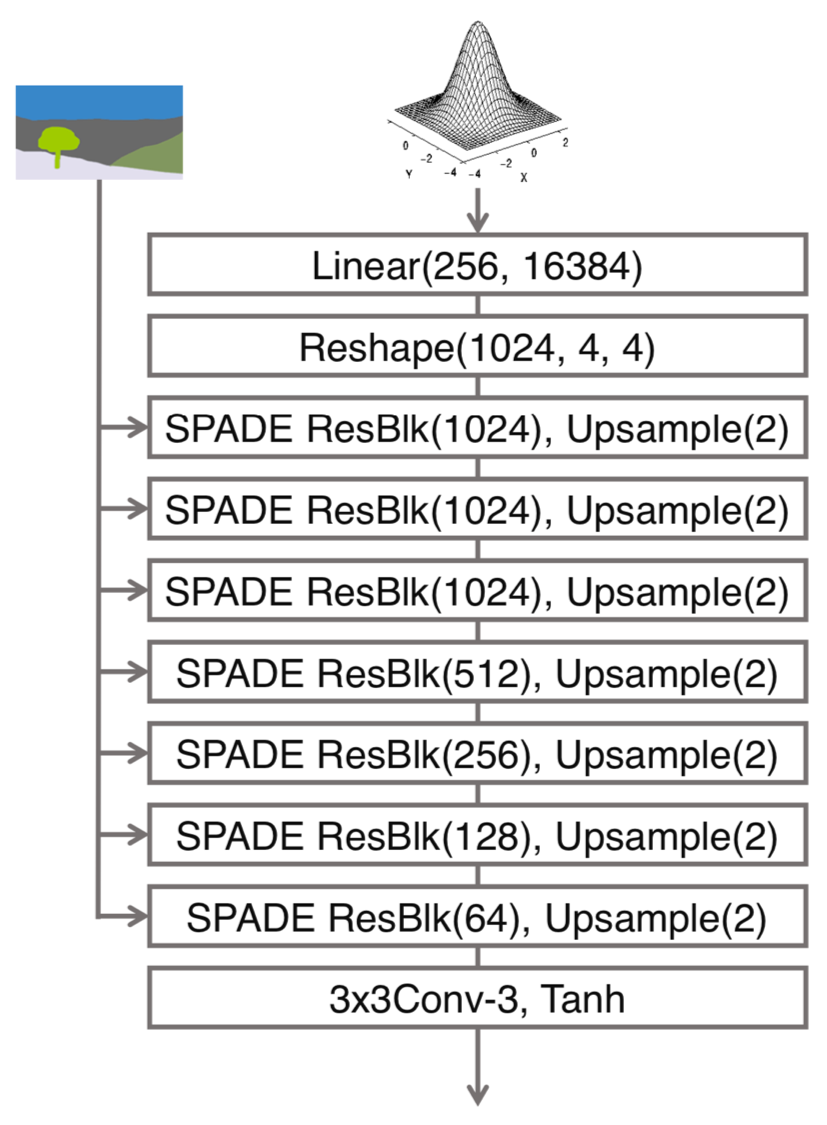 0
-2
-4
Y
-4
-2
0
2
X
Linear(256, 16384)
Reshape(1024, 4, 4)
SPADE ResBlk(1024), Upsample(2)
SPADE ResBlk(1024), Upsample(2)
SPADE ResBlk(1024), Upsample(2)
SPADE ResBlk(512), Upsample(2)
SPADE ResBlk(256), Upsample(2)
SPADE ResBlk(128), Upsample(2)
SPADE ResBlk(64), Upsample(2)
3x3Conv-3, Tanh